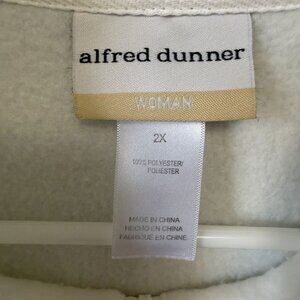 alfred dunner
WOMAN
2X
100% POLYESTER/
POLIESTER
MADE IN CHINA
HECHO EN CHINA
FABRIQUÉ EN CHINE